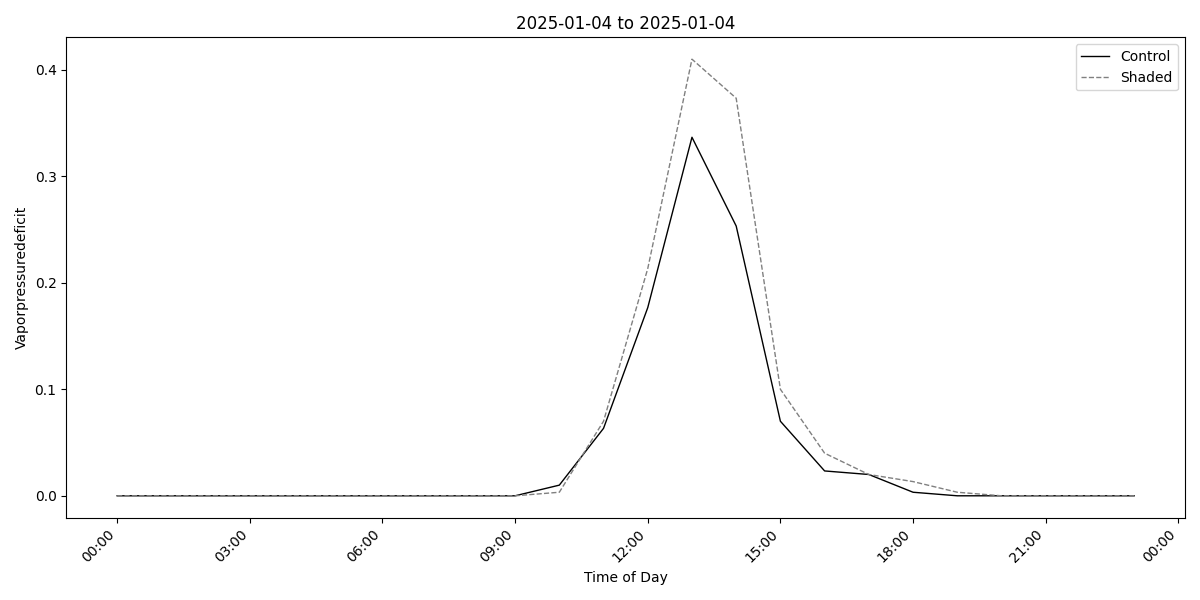 2025-01-04 to 2025-01-04
Control
Shaded
Vaporpressuredeficit
0.4
0.3
0.2
0.1
0.0
00:00
03:00
06:00
09:00
12:00
15:00
18:00
21:00
00:00
Time of Day